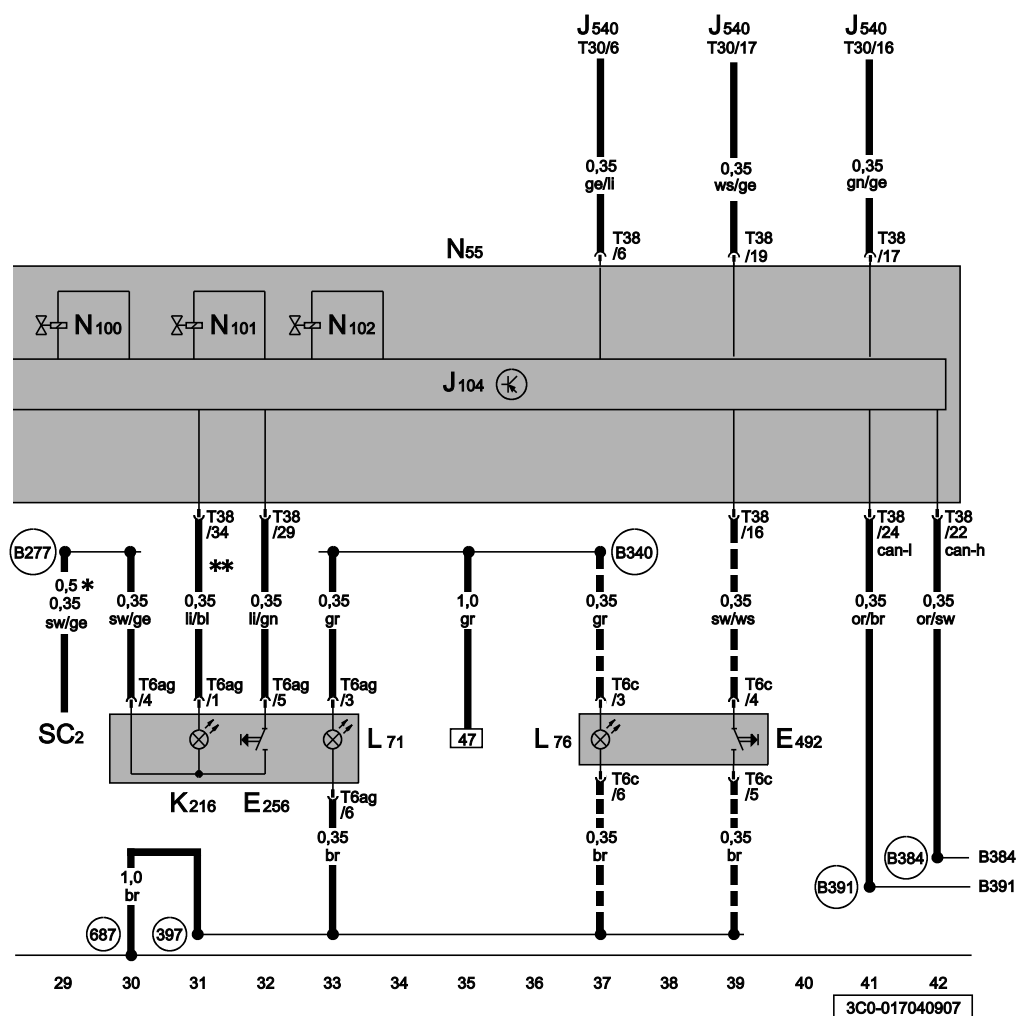 J540 J540 J540
T30/6 T30/17 T30/16
0,35 0,35 0,35
ge/li ws/ge gn/ge
T38 T38 T38
/6 /19 /17
N55
N100 N101 N102
J104
T38 T38 T38 T38 T38
/34 /29 /16 /24 /22
can-l can-h
B277 B340
**
0,5 *
0,35 0,35 0,35 0,35 0,35 1,0 0,35 0,35 0,35 0,35
sw/ge sw/ge li/bl li/gn gr gr gr sw/ws or/br or/sw
T6ag T6ag T6ag T6ag T6c T6c
/4 /1 /5 /3 /3 /4
SC2 L71 47 L76 E492
K216 E256
T6ag T6c T6c
/6 /6 /5
0,35 0,35 0,35
br br br
1,0
br
B384 B384
B391 B391
687 397
29 30 31 32 33 34 35 36 37 38 39 40 41 42
3C0-017040907